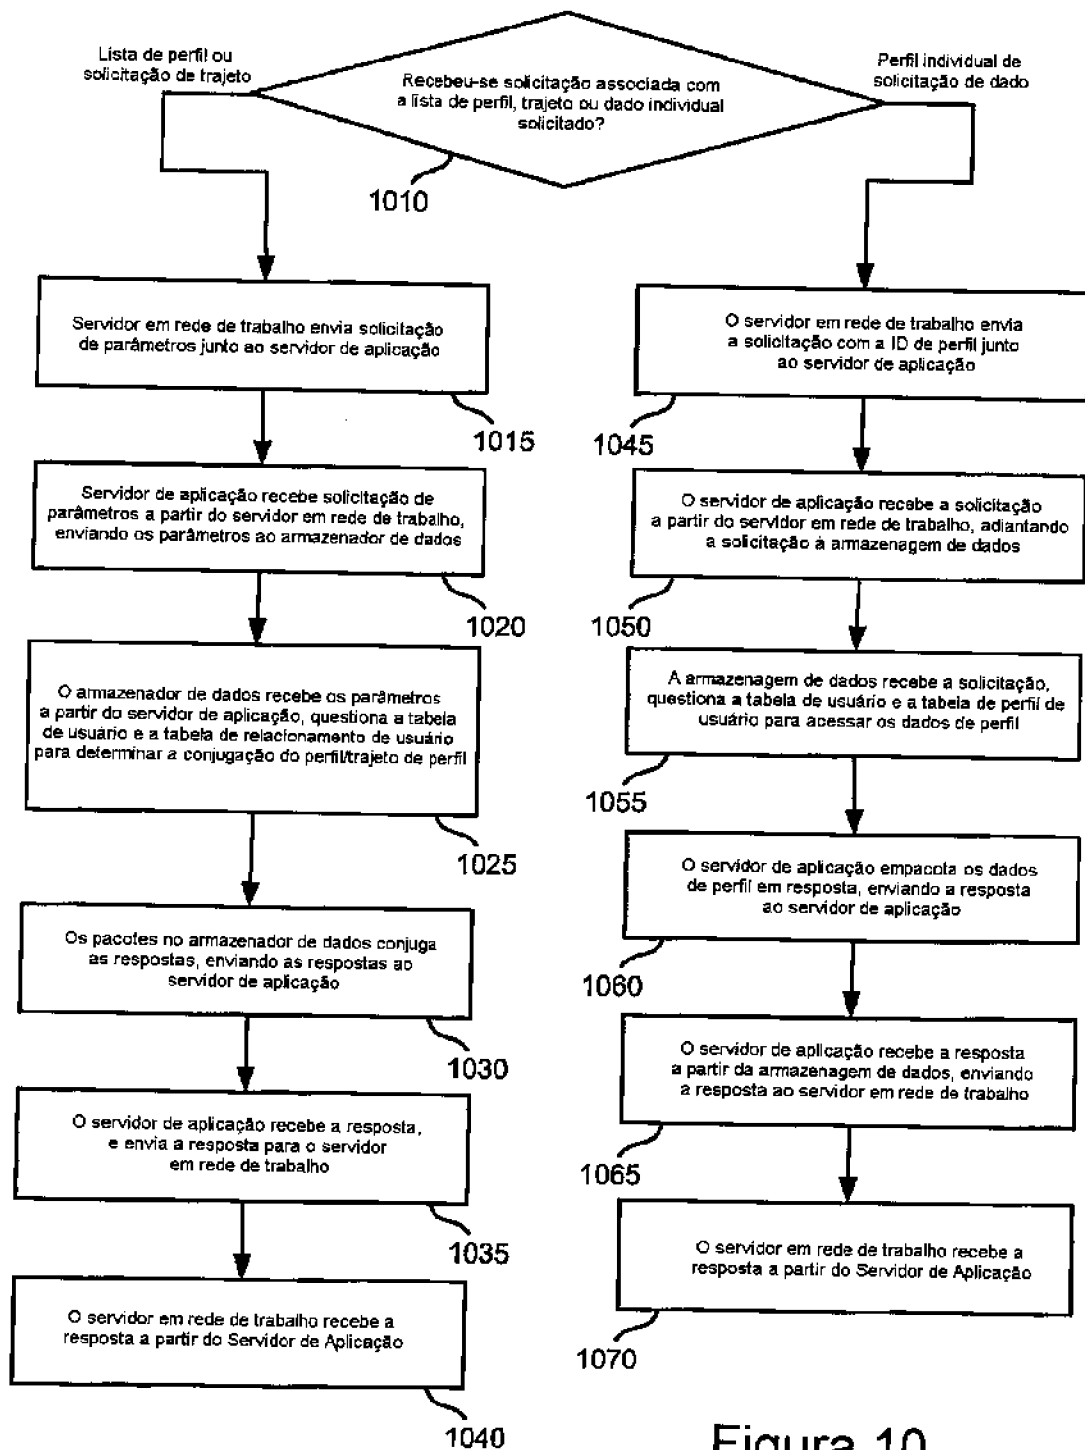 Lista de perfil ou
solicitação de trajeto
Recebeu-se solicitação associada com
a lista de perfil, trajeto ou dado individual
solicitado?
Perfil individual de
solicitação de dado
1010
Servidor em rede de trabalho envia solicitação
de parâmetros junto ao servidor de aplicação
1015
Servidor de aplicação recebe solicitação de
parâmetros a partir do servidor em rede de trabalho,
enviando os parâmetros ao armazenador de dados
1020
O armazenador de dados recebe os parâmetros
a partir do servidor de aplicação, questiona a tabela
de usuário e a tabela de relacionamento de usuário
para determinar a conjugação do perfil/trajeto de perfil
1025
Os pacotes no armazenador de dados conjuga
as respostas, enviando as respostas ao
servidor de aplicação
1030
O servidor de aplicação recebe a resposta,
e envia a resposta para o servidor
em rede de trabalho
1035
O servidor em rede de trabalho recebe a
resposta a partir do Servidor de Aplicação
1040
O servidor em rede de trabalho envia
a solicitação com a ID de perfil junto
ao servidor de aplicação
1045
O servidor de aplicação recebe a solicitação
a partir do servidor em rede de trabalho, adiantando
a solicitação à armazenagem de dados
1050
A armazenagem de dados recebe a solicitação,
questiona a tabela de usuário e a tabela de perfil de
usuário para acessar os dados de perfil
1055
O servidor de aplicação empacota os dados
de perfil em resposta, enviando a resposta
ao servidor de aplicação
1060
O servidor de aplicação recebe a resposta
a partir da armazenagem de dados, enviando
a resposta ao servidor em rede de trabalho
1065
O servidor em rede de trabalho recebe a
resposta a partir do Servidor de Aplicação
1070
Figura 10